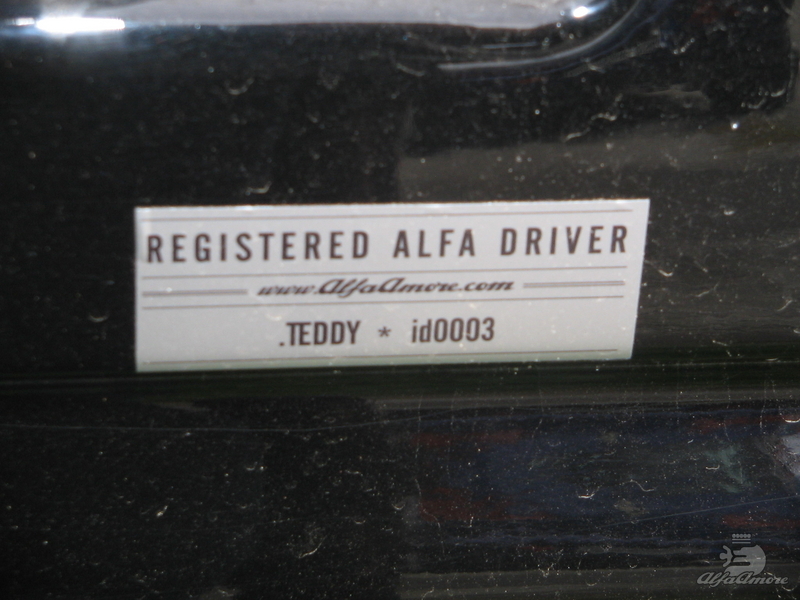 REGISTERED ALFA DRIVER
www.AlfaAmore.com
.TEDDY * id0003
AlfaAmore